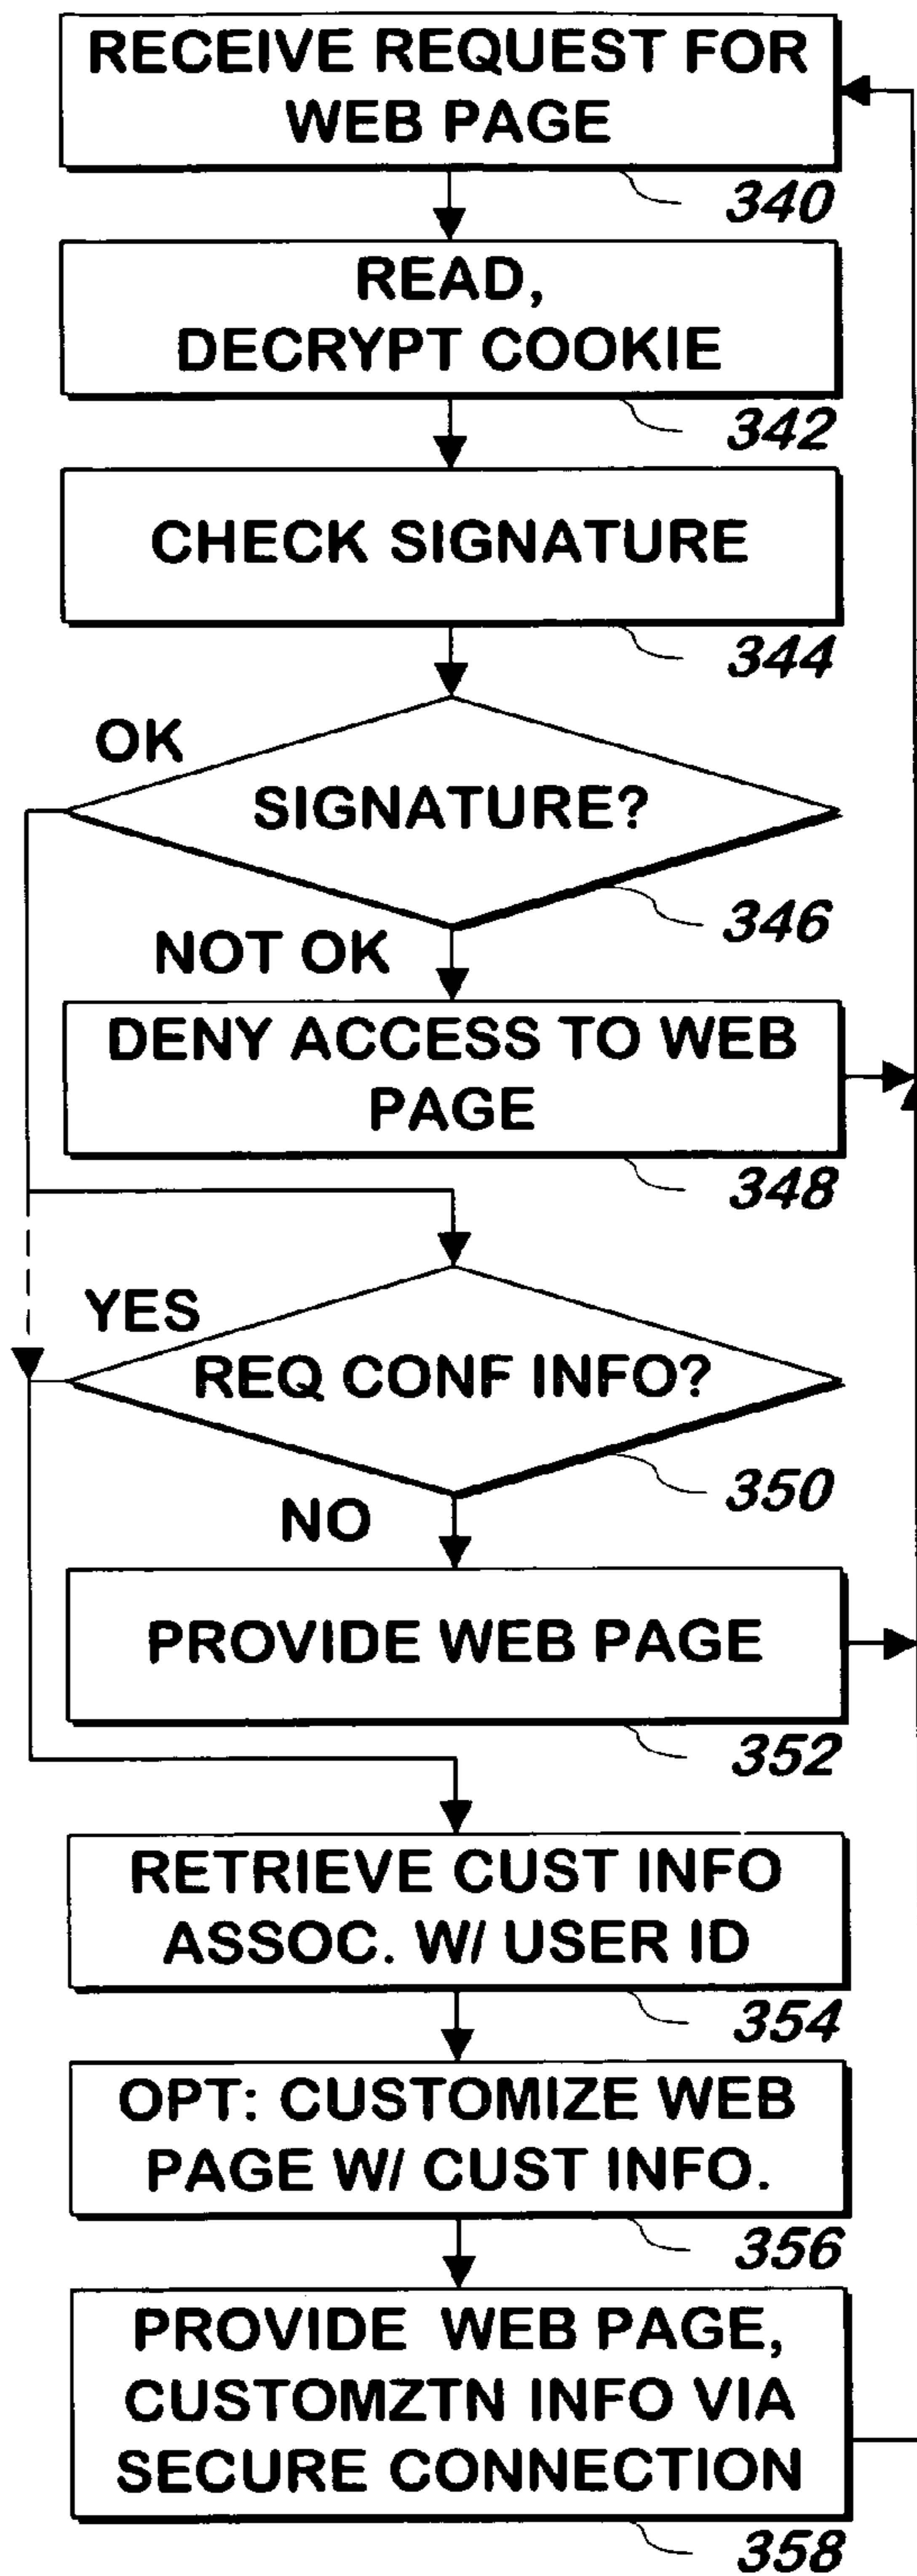 RECEIVE REQUEST FOR
WEB PAGE
340
READ,
DECRYPT COOKIE
342
CHECK SIGNATURE
344
OK
SIGNATURE?
346
NOT OK
DENY ACCESS TO WEB
PAGE
348
YES
REQ CONF INFO?
350
NO
PROVIDE WEB PAGE
352
RETRIEVE CUST INFO
ASSOC. W/ USER ID
354
OPT: CUSTOMIZE WEB
PAGE W/ CUST INFO.
356
PROVIDE WEB PAGE,
CUSTOMZTN INFO VIA
SECURE CONNECTION
358